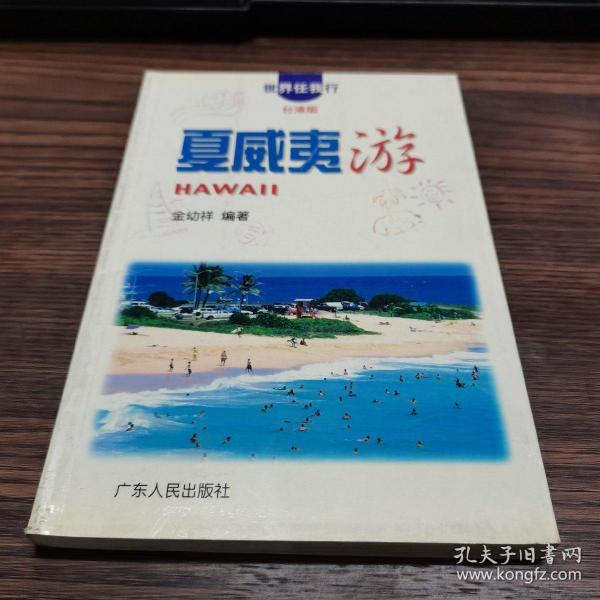 世界任我行
台湾版
夏威夷游
HAWAII
金幼祥 编著
广东人民出版社
孔夫子旧书网
www.kongfz.com